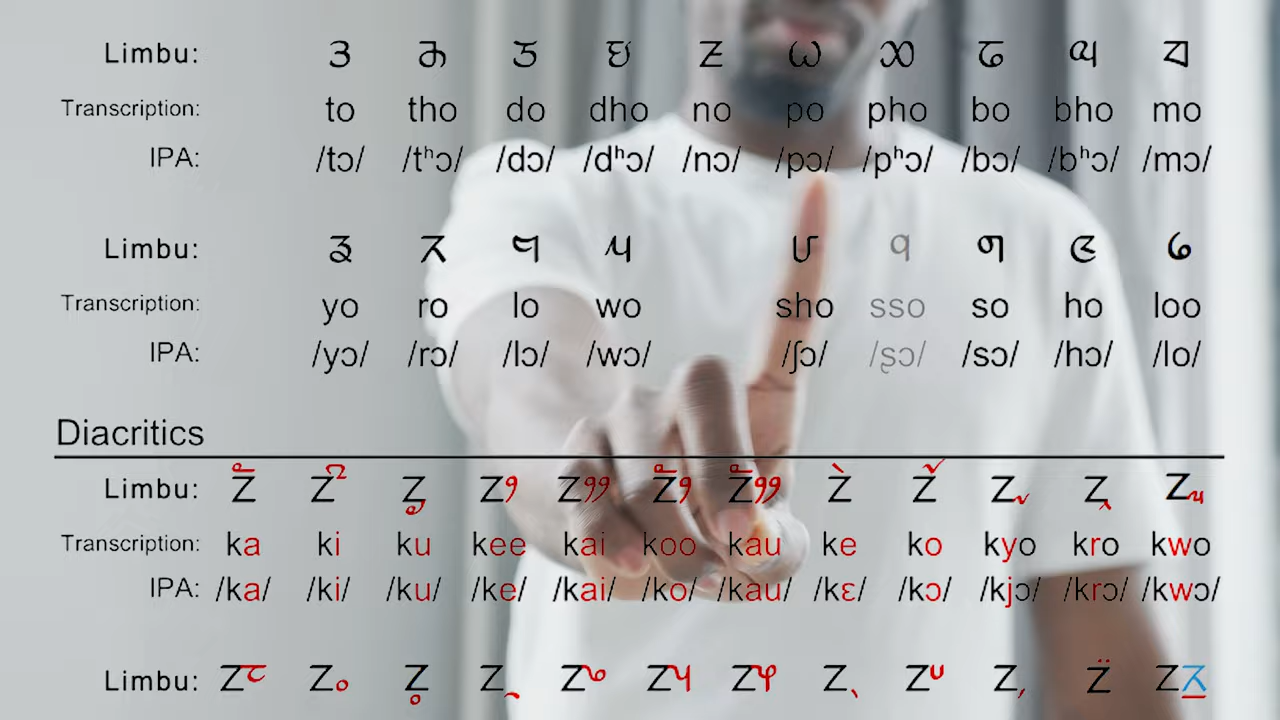 Limbu: ᤋ ᤌ ᤍ ᤎ ᤏ ᤐ ᤑ ᤒ ᤓ ᤔ
Transcription: to tho do dho no po pho bo bho mo
IPA: /tɔ/ /tʰɔ/ /dɔ/ /dʰɔ/ /nɔ/ /pɔ/ /pʰɔ/ /bɔ/ /bʰɔ/ /mɔ/
Limbu: ᤕ ᤖ ᤗ ᤘ ᤙ ᤚ ᤛ ᤜ ᥀
Transcription: yo ro lo wo sho sso so ho loo
IPA: /yɔ/ /rɔ/ /lɔ/ /wɔ/ /ʃɔ/ /ʂɔ/ /sɔ/ /hɔ/ /lo/
Diacritics
Limbu: ᤁᤠ ᤁᤡ ᤁᤢ ᤁᤣ ᤁᤤ ᤁᤥ ᤁᤦ ᤁᤧ ᤁᤨ ᤁᤩ ᤁᤪ ᤁᤫ
Transcription: ka ki ku kee kai koo kau ke ko kyo kro kwo
IPA: /ka/ /ki/ /ku/ /ke/ /kai/ /ko/ /kau/ /kɛ/ /kɔ/ /kjɔ/ /krɔ/ /kwɔ/
Limbu: ᤁᤰ ᤁᤱ ᤁᤲ ᤁᤳ ᤁᤴ ᤁᤵ ᤁᤶ ᤁᤷ ᤁᤸ ᤁ᤹ ᤁ᤺ ᤁᤖ᤻